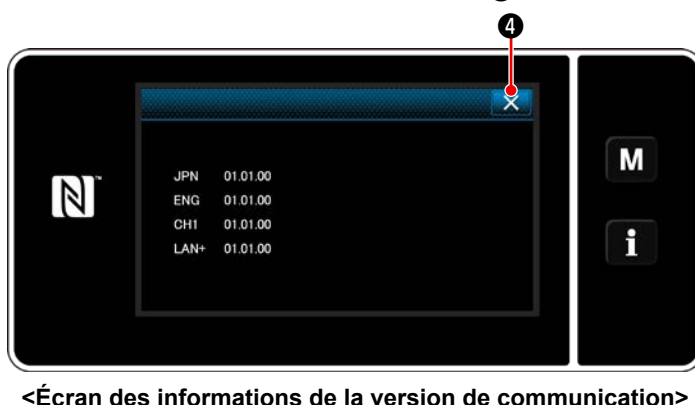 ❹
JPN 01.01.00
M
ENG 01.01.00
CH1 01.01.00
i
LAN+ 01.01.00
<Écran des informations de la version de communication>